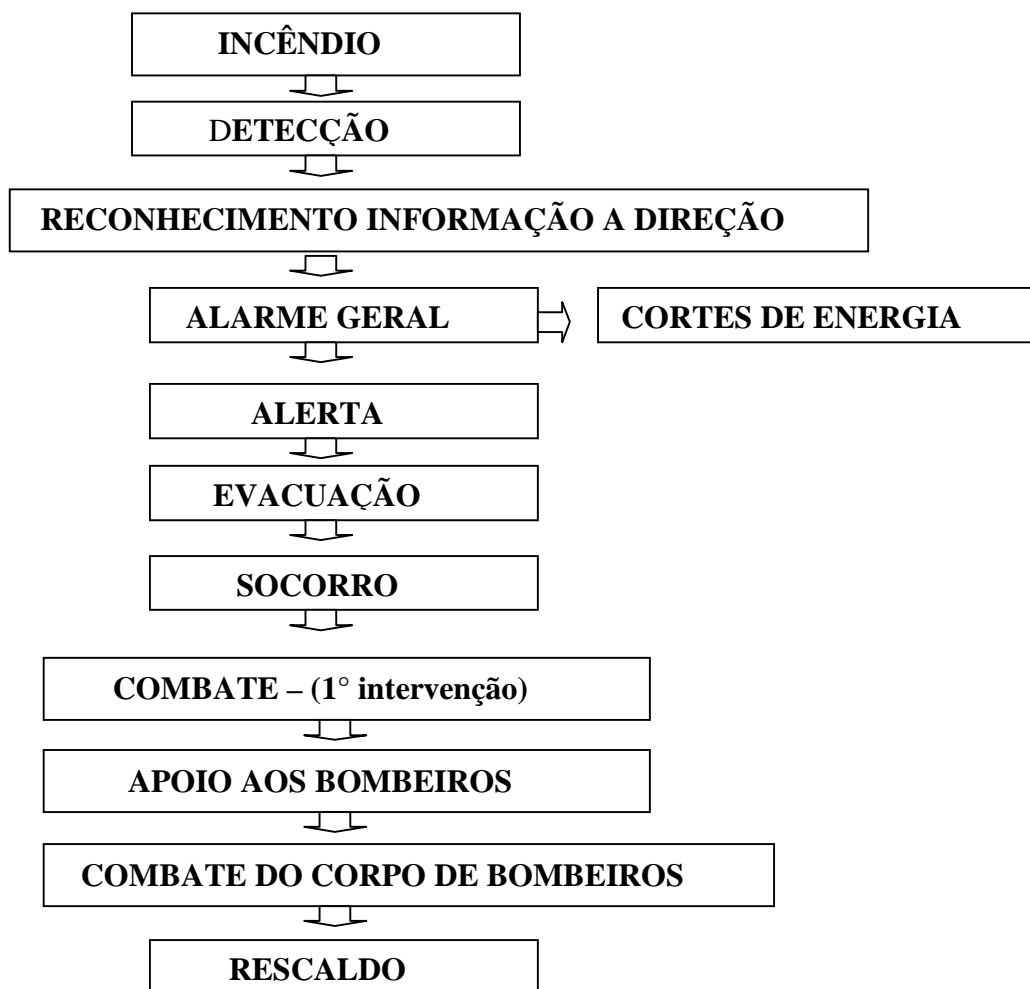 INCÊNDIO
DETECÇÃO
RECONHECIMENTO INFORMAÇÃO A DIREÇÃO
ALARME GERAL
CORTES DE ENERGIA
ALERTA
EVACUAÇÃO
SOCORRO
COMBATE – (1° intervenção)
APOIO AOS BOMBEIROS
COMBATE DO CORPO DE BOMBEIROS
RESCALDO